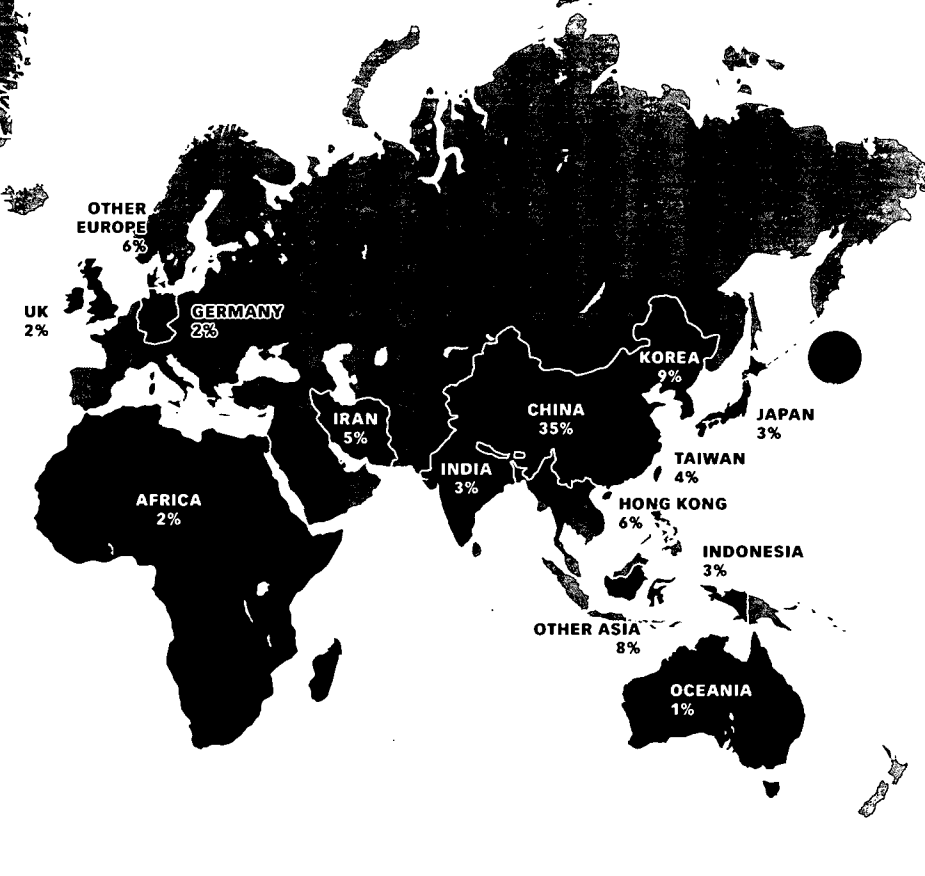 OTHER
EUROPE
6%
UK
2%
GERMANY
2%
KOREA
9%
IRAN
5%
CHINA
35%
JAPAN
3%
INDIA
3%
TAIWAN
4%
AFRICA
2%
HONG KONG
6%
INDONESIA
3%
OTHER ASIA
8%
OCEANIA
1%